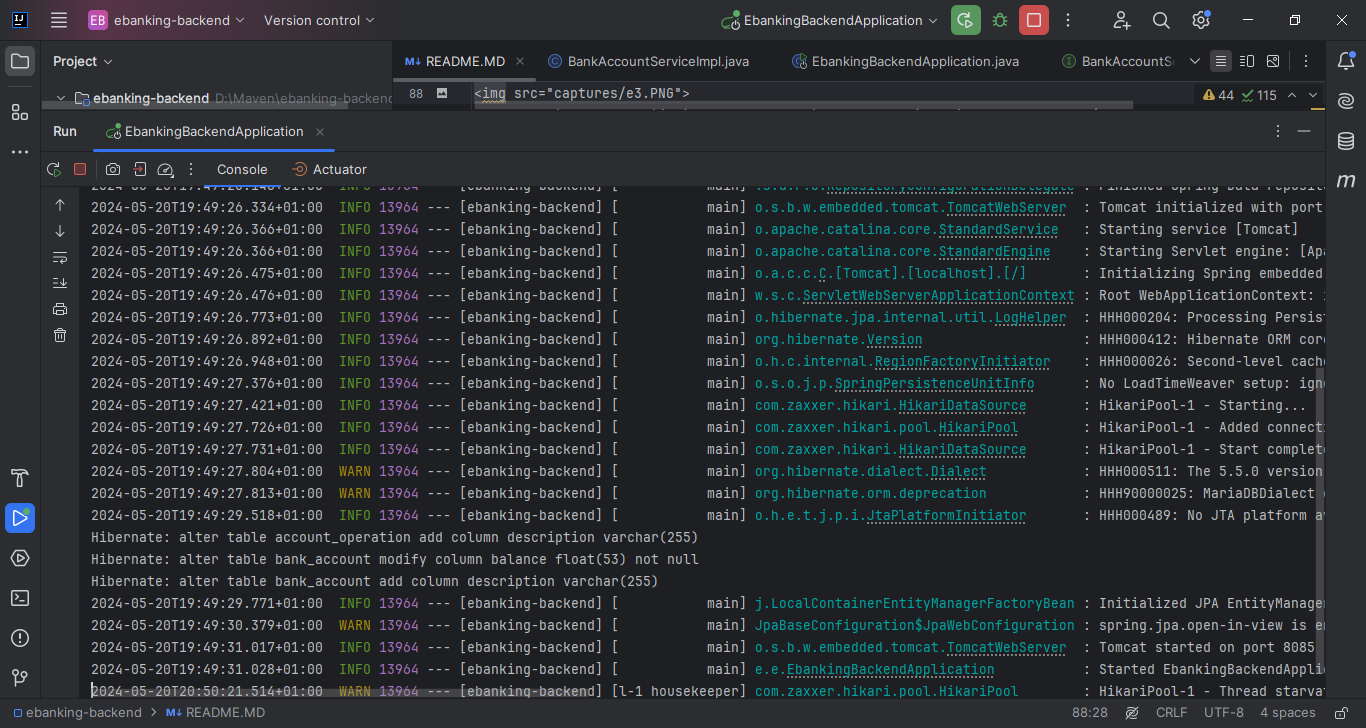 EB ebanking-backend Version control EbankingBackendApplication
Project README.MD BankAccountServiceImpl.java EbankingBackendApplication.java BankAccountS
ebanking-backend D:\Maven\ebanking-backend 88 <img src="captures/e3.PNG"> 44 115
Run EbankingBackendApplication
Console Actuator
2024-05-20T19:49:26.334+01:00 INFO 13964 --- [ebanking-backend] [ main] o.s.b.w.embedded.tomcat.TomcatWebServer : Tomcat initialized with port
2024-05-20T19:49:26.366+01:00 INFO 13964 --- [ebanking-backend] [ main] o.apache.catalina.core.StandardService : Starting service [Tomcat]
2024-05-20T19:49:26.366+01:00 INFO 13964 --- [ebanking-backend] [ main] o.apache.catalina.core.StandardEngine : Starting Servlet engine: [Apa
2024-05-20T19:49:26.475+01:00 INFO 13964 --- [ebanking-backend] [ main] o.a.c.c.C.[Tomcat].[localhost].[/] : Initializing Spring embedded
2024-05-20T19:49:26.476+01:00 INFO 13964 --- [ebanking-backend] [ main] w.s.c.ServletWebServerApplicationContext : Root WebApplicationContext:
2024-05-20T19:49:26.773+01:00 INFO 13964 --- [ebanking-backend] [ main] o.hibernate.jpa.internal.util.LogHelper : HHH000204: Processing Persis
2024-05-20T19:49:26.892+01:00 INFO 13964 --- [ebanking-backend] [ main] org.hibernate.Version : HHH000412: Hibernate ORM core
2024-05-20T19:49:26.948+01:00 INFO 13964 --- [ebanking-backend] [ main] o.h.c.internal.RegionFactoryInitiator : HHH000026: Second-level cache
2024-05-20T19:49:27.376+01:00 INFO 13964 --- [ebanking-backend] [ main] o.s.o.j.p.SpringPersistenceUnitInfo : No LoadTimeWeaver setup: ign
2024-05-20T19:49:27.421+01:00 INFO 13964 --- [ebanking-backend] [ main] com.zaxxer.hikari.HikariDataSource : HikariPool-1 - Starting...
2024-05-20T19:49:27.726+01:00 INFO 13964 --- [ebanking-backend] [ main] com.zaxxer.hikari.pool.HikariPool : HikariPool-1 - Added connecti
2024-05-20T19:49:27.731+01:00 INFO 13964 --- [ebanking-backend] [ main] com.zaxxer.hikari.HikariDataSource : HikariPool-1 - Start complete
2024-05-20T19:49:27.804+01:00 WARN 13964 --- [ebanking-backend] [ main] org.hibernate.dialect.Dialect : HHH000511: The 5.5.0 version
2024-05-20T19:49:27.813+01:00 WARN 13964 --- [ebanking-backend] [ main] org.hibernate.orm.deprecation : HHH90000025: MariaDBDialect
2024-05-20T19:49:29.518+01:00 INFO 13964 --- [ebanking-backend] [ main] o.h.e.t.j.p.i.JtaPlatformInitiator : HHH000489: No JTA platform av
Hibernate: alter table account_operation add column description varchar(255)
Hibernate: alter table bank_account modify column balance float(53) not null
Hibernate: alter table bank_account add column description varchar(255)
2024-05-20T19:49:29.771+01:00 INFO 13964 --- [ebanking-backend] [ main] j.LocalContainerEntityManagerFactoryBean : Initialized JPA EntityManager
2024-05-20T19:49:30.379+01:00 WARN 13964 --- [ebanking-backend] [ main] JpaBaseConfiguration$JpaWebConfiguration : spring.jpa.open-in-view is en
2024-05-20T19:49:31.017+01:00 INFO 13964 --- [ebanking-backend] [ main] o.s.b.w.embedded.tomcat.TomcatWebServer : Tomcat started on port 8085
2024-05-20T19:49:31.028+01:00 INFO 13964 --- [ebanking-backend] [ main] e.e.EbankingBackendApplication : Started EbankingBackendAppli
2024-05-20T20:50:21.514+01:00 WARN 13964 --- [ebanking-backend] [l-1 housekeeper] com.zaxxer.hikari.pool.HikariPool : HikariPool-1 - Thread starva
ebanking-backend README.MD 88:28 CRLF UTF-8 4 spaces